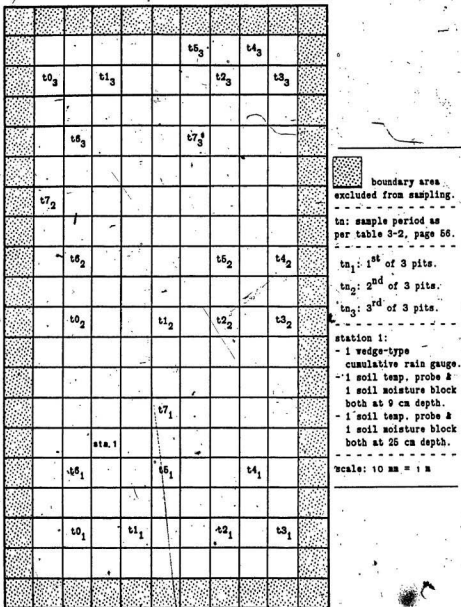 t5₃ t4₃
t0₃ t1₃ t2₃ t3₃
t6₃ t7₃
t7₂
t6₂ t5₂ t4₂
t0₂ t1₂ t2₂ t3₂
t7₁
sta. 1
t6₁ t5₁ t4₁
t0₁ t1₁ t2₁ t3₁
boundary area
excluded from sampling.
tn: sample period as
per table 3-2, page 56.
tn₁: 1st of 3 pits.
tn₂: 2nd of 3 pits.
tn₃: 3rd of 3 pits.
station 1:
- 1 wedge-type
cumulative rain gauge.
- 1 soil temp. probe &
1 soil moisture block
both at 9 cm depth.
- 1 soil temp. probe &
1 soil moisture block
both at 25 cm depth.
scale: 10 mm = 1 m